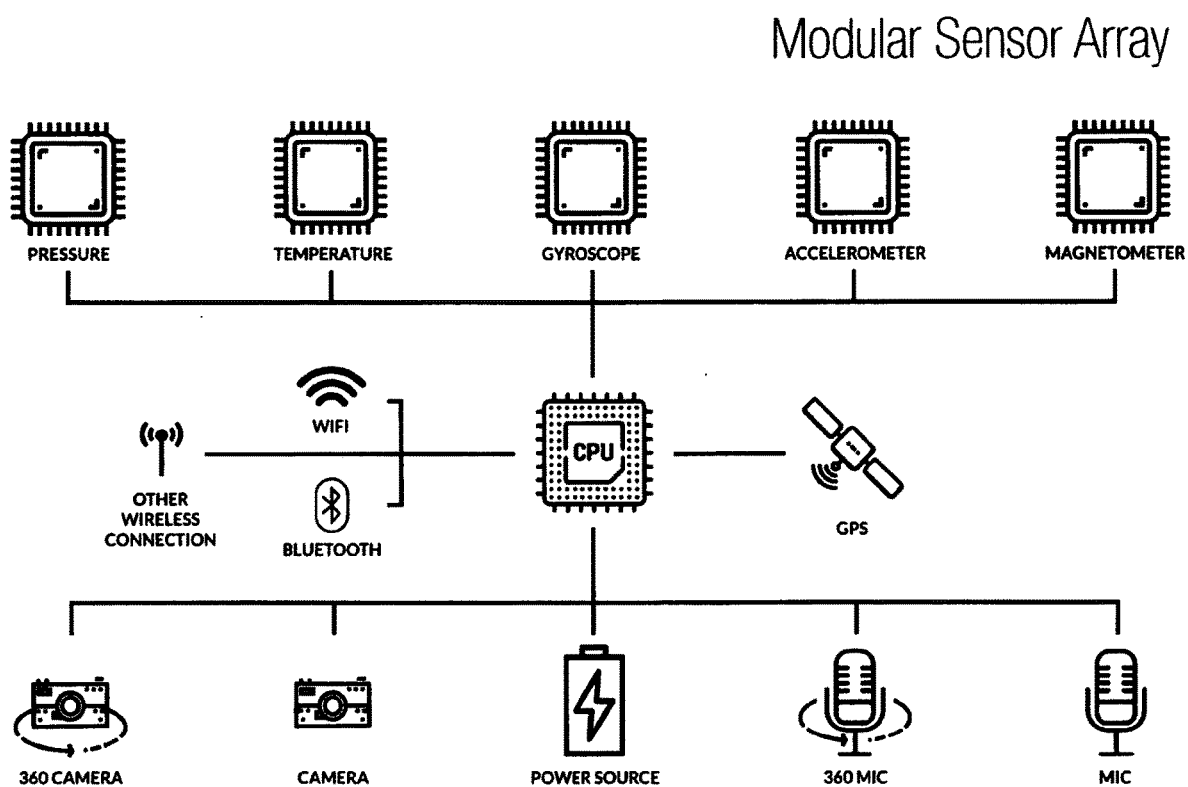 Modular Sensor Array
PRESSURE
TEMPERATURE
GYROSCOPE
ACCELEROMETER
MAGNETOMETER
WIFI
CPU
OTHER
WIRELESS
CONNECTION
BLUETOOTH
GPS
360 CAMERA
CAMERA
POWER SOURCE
360 MIC
MIC